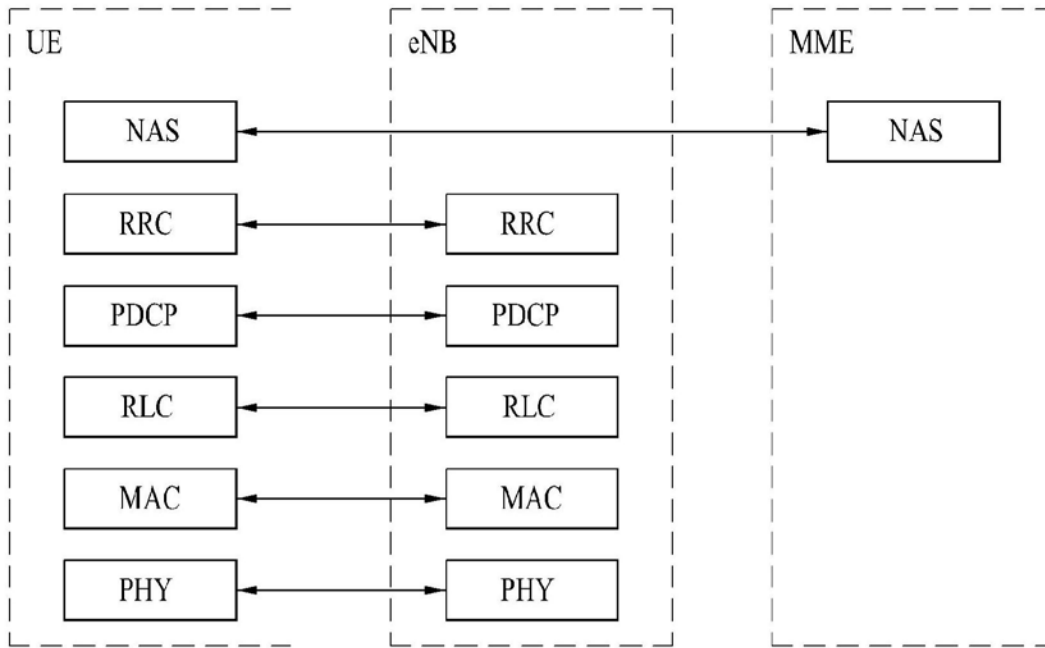 UE
eNB
MME
NAS
NAS
RRC
RRC
PDCP
PDCP
RLC
RLC
MAC
MAC
PHY
PHY